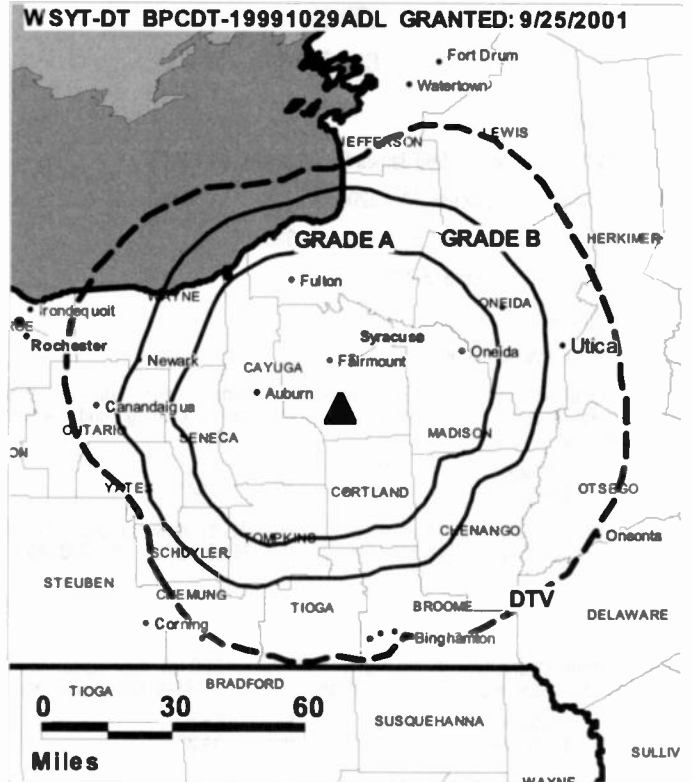 WSYT-DT BPCDT-19991029ADL GRANTED: 9/25/2001
Fort Drum
Watertown
JEFFERSON
LEWIS
GRADE A
GRADE B
HERKIMER
Fulton
WAYNE
ONEIDA
Irondequoit
Rochester
Syracuse
Utica
Newark
Fairmount
Oneida
CAYUGA
Auburn
Canandaigua
ONTARIO
SENECA
MADISON
YATES
CORTLAND
OTSEGO
TOMPKINS
CHENANGO
Oneonta
SCHUYLER
STEUBEN
CHEMUNG
TIOGA
BROOME
DTV
DELAWARE
Corning
Binghamton
TIOGA
BRADFORD
0 30 60
SUSQUEHANNA
Miles
SULLIV
WAYNE